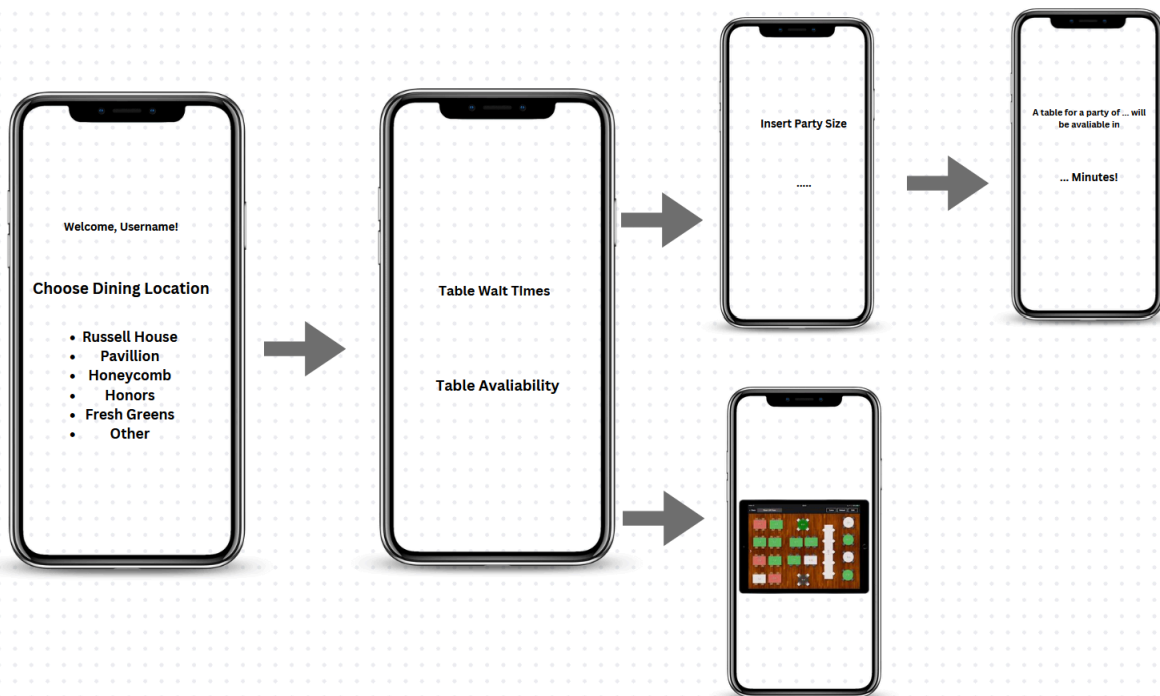 Welcome, Username!
Choose Dining Location
• Russell House
• Pavillion
• Honeycomb
• Honors
• Fresh Greens
• Other
Table WaIt TImes
Table Avaliability
Insert Party Size
.....
A table for a party of ... will
be avaliable in
... Minutes!